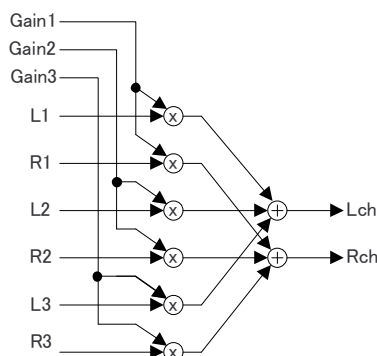 Gain1
Gain2
Gain3
L1
R1
L2
R2
L3
R3
x
x
x
x
x
x
+
+
Lch
Rch